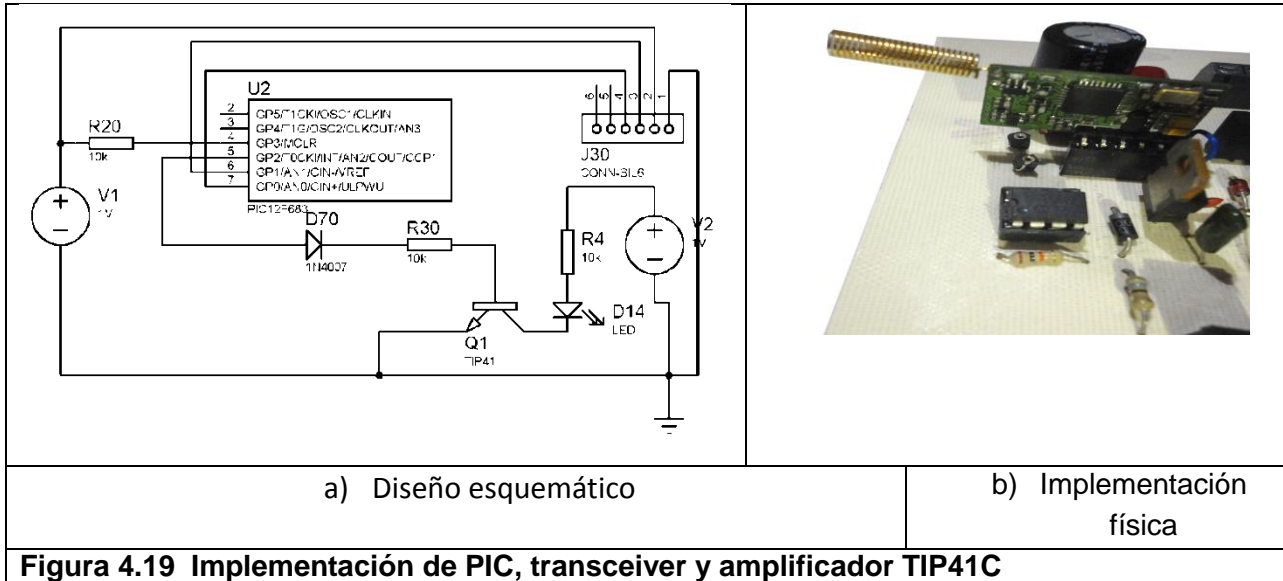 U2
2 GP5/T1CKI/OSC1/CLKIN
3 GP4/T1G/OSC2/CLKOUT/AN3
4 GP3/MCLR
5 GP2/T0CKI/INT/AN2/COUT/CCP1
6 GP1/AN1/CIN-/VREF
7 GP0/AN0/CIN+/ULPWU
PIC12F683
R20
10k
V1
1V
6 5 4 3 2 1
J30
CONN-SIL6
D70
1N4007
R30
10k
R4
10k
V2
1V
D14
LED
Q1
TIP41
a) Diseño esquemático
b) Implementación
física
Figura 4.19 Implementación de PIC, transceiver y amplificador TIP41C